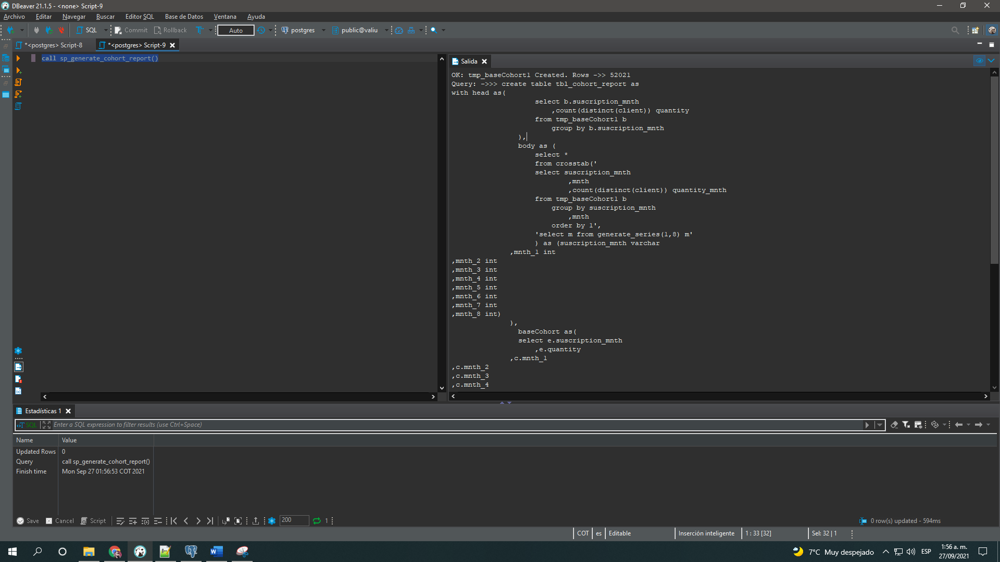 DBeaver 21.1.5 - <none> Script-9
Archivo Editar Navegar Buscar Editor SQL Base de Datos Ventana Ayuda
SQL Commit Rollback Auto postgres public@valiu
*<postgres> Script-8 *<postgres> Script-9
call sp_generate_cohort_report()
Salida
OK: tmp_baseCohort1 Created. Rows ->> 52021
Query: ->>> create table tbl_cohort_report as
with head as(
select b.suscription_mnth
,count(distinct(client)) quantity
from tmp_baseCohort1 b
group by b.suscription_mnth
),
body as (
select *
from crosstab('
select suscription_mnth
,mnth
,count(distinct(client)) quantity_mnth
from tmp_baseCohort1 b
group by suscription_mnth
,mnth
order by 1',
'select m from generate_series(1,8) m'
) as (suscription_mnth varchar
,mnth_1 int
,mnth_2 int
,mnth_3 int
,mnth_4 int
,mnth_5 int
,mnth_6 int
,mnth_7 int
,mnth_8 int)
),
baseCohort as(
select e.suscription_mnth
,e.quantity
,c.mnth_1
,c.mnth_2
,c.mnth_3
,c.mnth_4
Estadísticas 1
SQL Enter a SQL expression to filter results (use Ctrl+Space)
Name Value
Updated Rows 0
Query call sp_generate_cohort_report()
Finish time Mon Sep 27 01:56:53 COT 2021
Save Cancel Script 200 1 0 row(s) updated - 594ms
COT es Editable Inserción inteligente 1 : 33 [32] Sel: 32 | 1
7°C Muy despejado ESP 1:56 a. m.
27/09/2021